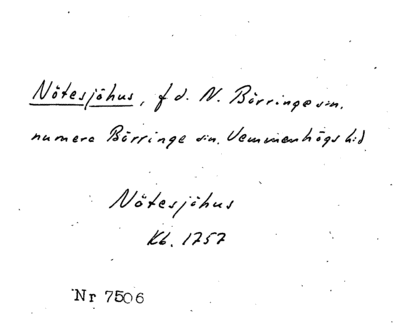 Nötesjöhus, f d. N. Börringe sn.
numera Börringe sn. Vemmenhögs hd
Nötesjöhus
Kb. 1757
Nr 7506